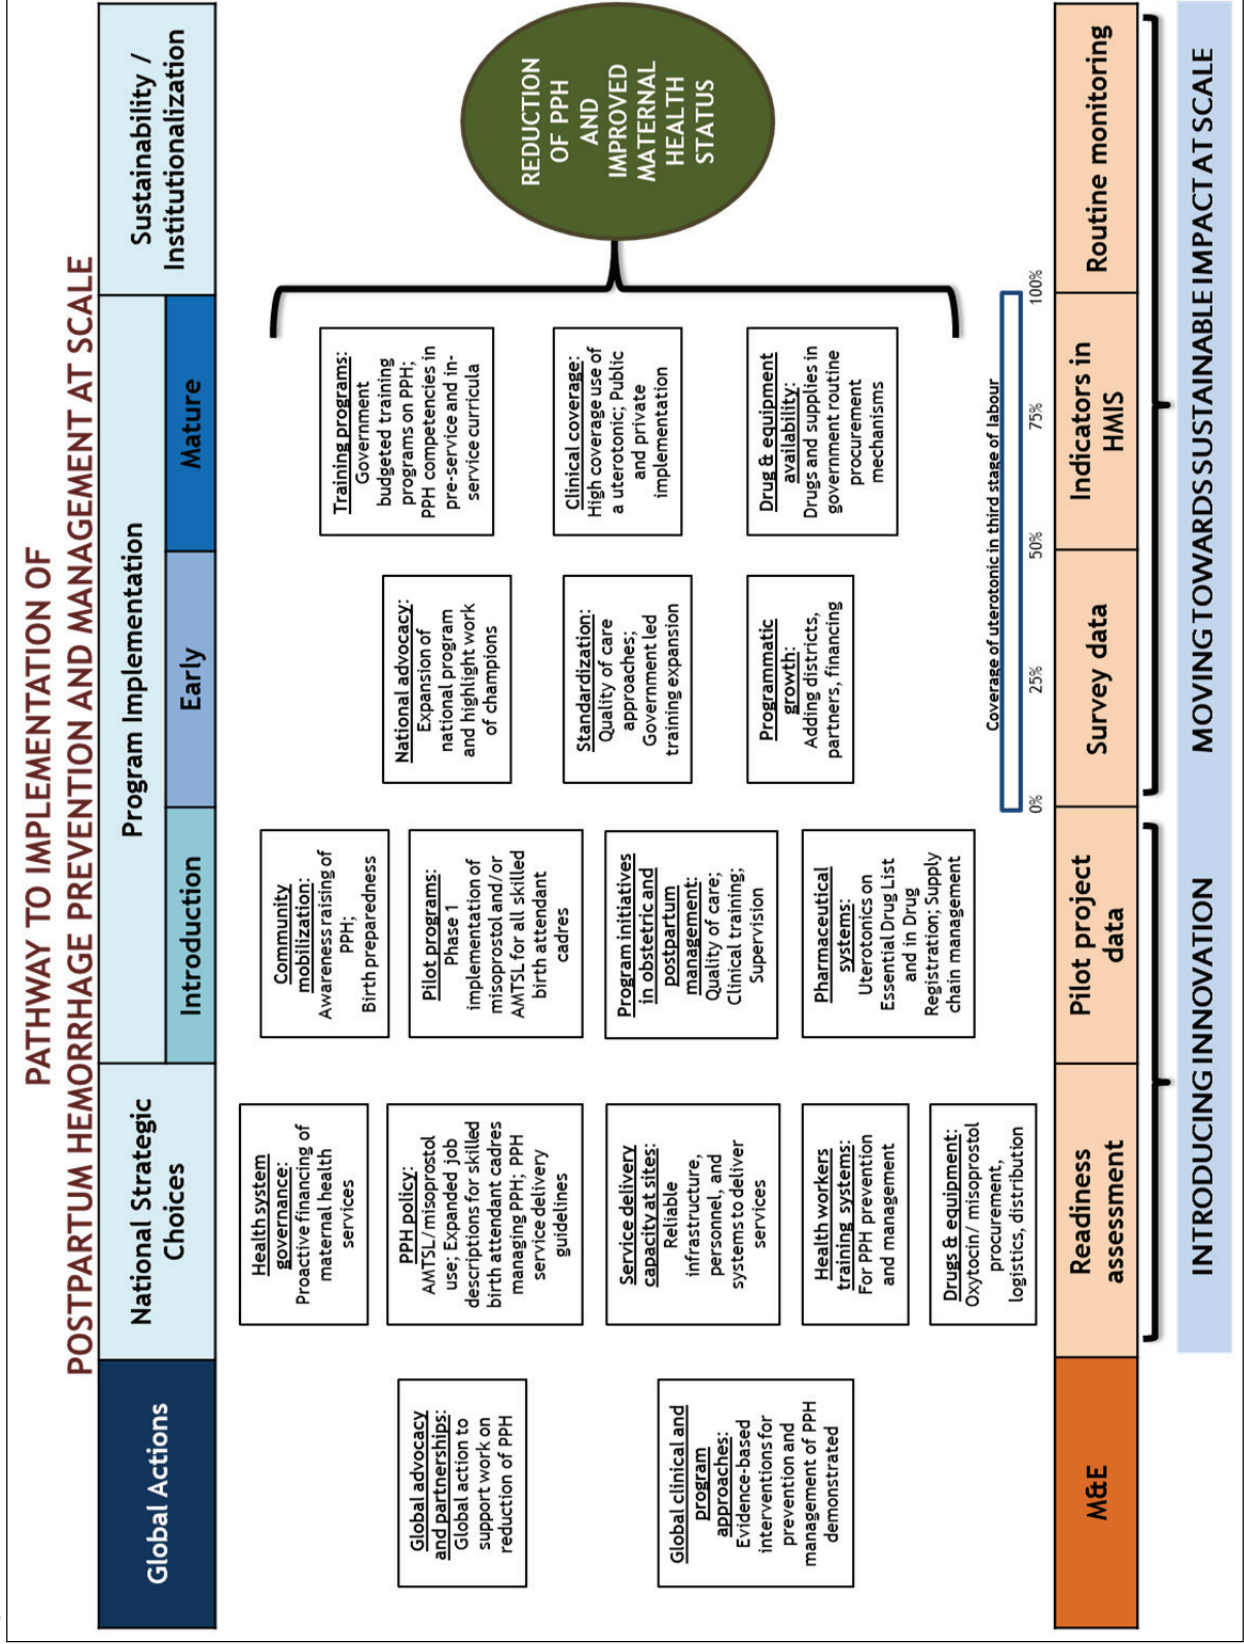 PATHWAY TO IMPLEMENTATION OF
POSTPARTUM HEMORRHAGE PREVENTION AND MANAGEMENT AT SCALE
Global Actions
National Strategic
Choices
Program Implementation
Introduction
Early
Mature
Sustainability /
Institutionalization
Global advocacy
and partnerships:
Global action to
support work on
reduction of PPH
Global clinical and
program
approaches:
Evidence-based
interventions for
prevention and
management of PPH
demonstrated
Health system
governance:
Proactive financing of
maternal health
services
PPH policy:
AMTSL/misoprostol
use; Expanded job
descriptions for skilled
birth attendant cadres
managing PPH; PPH
service delivery
guidelines
Service delivery
capacity at sites:
Reliable
infrastructure,
personnel, and
systems to deliver
services
Health workers
training systems:
For PPH prevention
and management
Drugs & equipment:
Oxytocin/ misoprostol
procurement,
logistics, distribution
Community
mobilization:
Awareness raising of
PPH;
Birth preparedness
Pilot programs:
Phase 1
implementation of
misoprostol and/or
AMTSL for all skilled
birth attendant
cadres
Program initiatives
in obstetric and
postpartum
management:
Quality of care;
Clinical training;
Supervision
Pharmaceutical
systems:
Uterotonics on
Essential Drug List
and in Drug
Registration; Supply
chain management
National advocacy:
Expansion of
national program
and highlight work
of champions
Standardization:
Quality of care
approaches;
Government led
training expansion
Programmatic
growth:
Adding districts,
partners, financing
Training programs:
Government
budgeted training
programs on PPH;
PPH competencies in
pre-service and in-
service curricula
Clinical coverage:
High coverage use of
a uterotonic; Public
and private
implementation
Drug & equipment
availability:
Drugs and supplies in
government routine
procurement
mechanisms
REDUCTION
OF PPH
AND
IMPROVED
MATERNAL
HEALTH
STATUS
Coverage of uterotonic in third stage of labour
0% 25% 50% 75% 100%
M&E
Readiness
assessment
Pilot project
data
Survey data
Indicators in
HMIS
Routine monitoring
INTRODUCING INNOVATION
MOVING TOWARDS SUSTAINABLE IMPACT AT SCALE